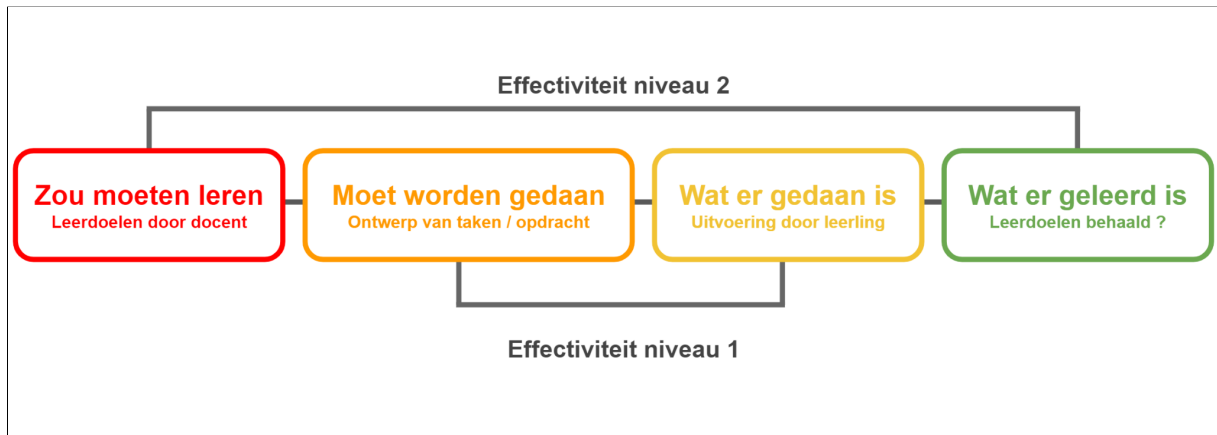 Effectiviteit niveau 2
Zou moeten leren
Leerdoelen door docent
Moet worden gedaan
Ontwerp van taken / opdracht
Wat er gedaan is
Uitvoering door leerling
Wat er geleerd is
Leerdoelen behaald ?
Effectiviteit niveau 1